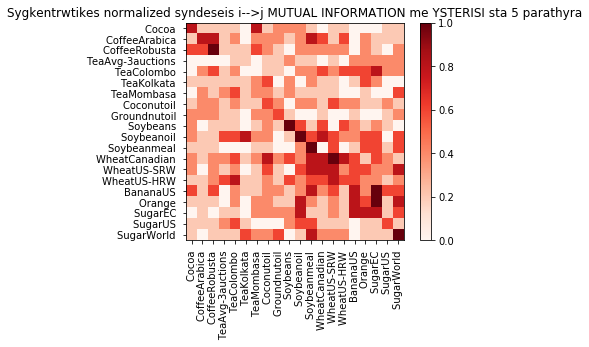 Sygkentrwtikes normalized syndeseis i-->j MUTUAL INFORMATION me YSTERISI sta 5 parathyra
Cocoa
CoffeeArabica
CoffeeRobusta
TeaAvg-3auctions
TeaColombo
TeaKolkata
TeaMombasa
Coconutoil
Groundnutoil
Soybeans
Soybeanoil
Soybeanmeal
WheatCanadian
WheatUS-SRW
WheatUS-HRW
BananaUS
Orange
SugarEC
SugarUS
SugarWorld
Cocoa
CoffeeArabica
CoffeeRobusta
TeaAvg-3auctions
TeaColombo
TeaKolkata
TeaMombasa
Coconutoil
Groundnutoil
Soybeans
Soybeanoil
Soybeanmeal
WheatCanadian
WheatUS-SRW
WheatUS-HRW
BananaUS
Orange
SugarEC
SugarUS
SugarWorld
1.0
0.8
0.6
0.4
0.2
0.0